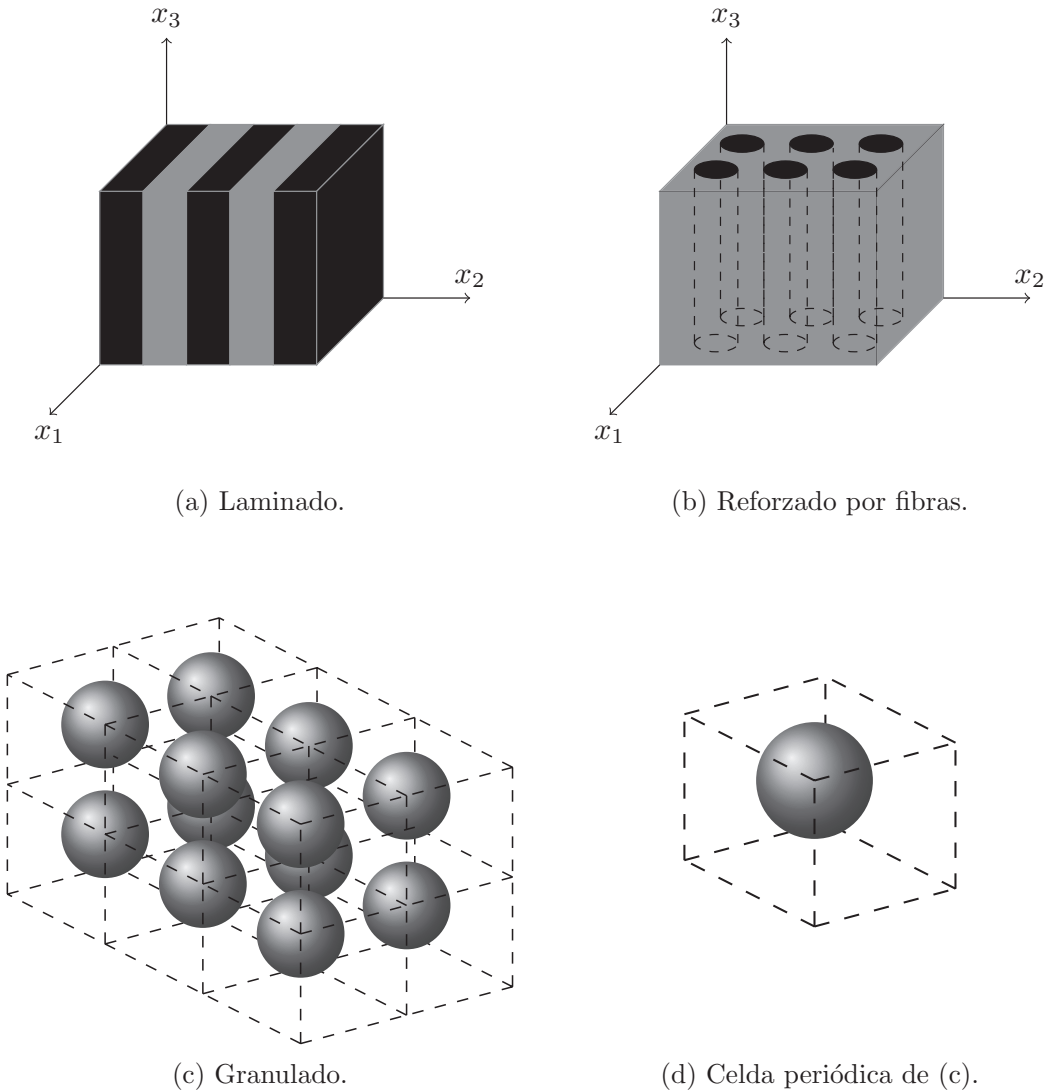 x₃
x₂
x₁
(a) Laminado.
x₃
x₂
x₁
(b) Reforzado por fibras.
(c) Granulado.
(d) Celda periódica de (c).